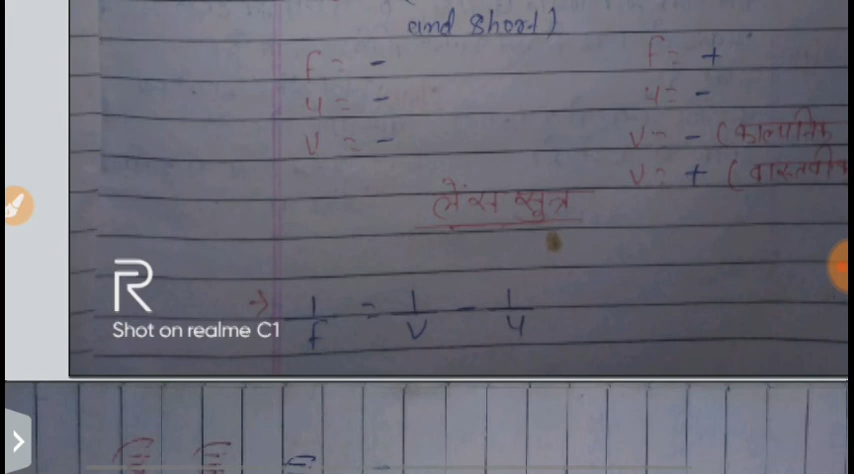 and short)
f = -
u = -
v = -
f = +
u = -
v = - (काल्पनिक
v = + (वास्तवीक
लेंस सूत्र
→ 1/f = 1/v - 1/u
R
Shot on realme C1